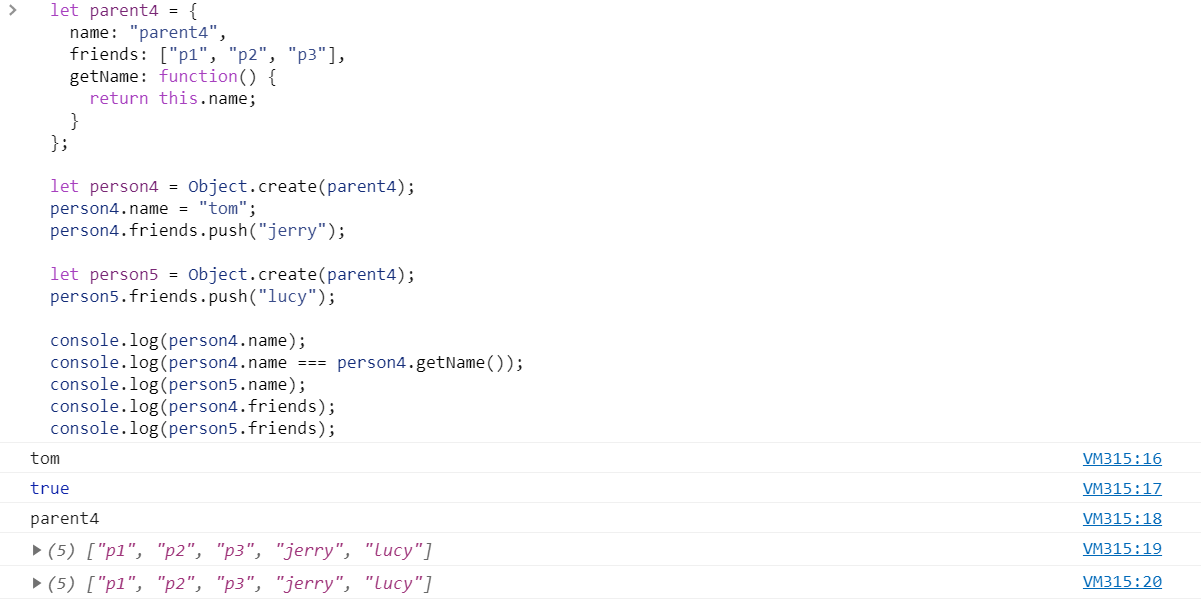 > let parent4 = {
name: "parent4",
friends: ["p1", "p2", "p3"],
getName: function() {
return this.name;
}
};
let person4 = Object.create(parent4);
person4.name = "tom";
person4.friends.push("jerry");
let person5 = Object.create(parent4);
person5.friends.push("lucy");
console.log(person4.name);
console.log(person4.name === person4.getName());
console.log(person5.name);
console.log(person4.friends);
console.log(person5.friends);
tom VM315:16
true VM315:17
parent4 VM315:18
▶(5) ["p1", "p2", "p3", "jerry", "lucy"] VM315:19
▶(5) ["p1", "p2", "p3", "jerry", "lucy"] VM315:20